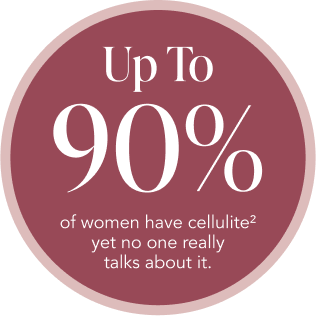 Up To
90%
of women have cellulite²
yet no one really
talks about it.